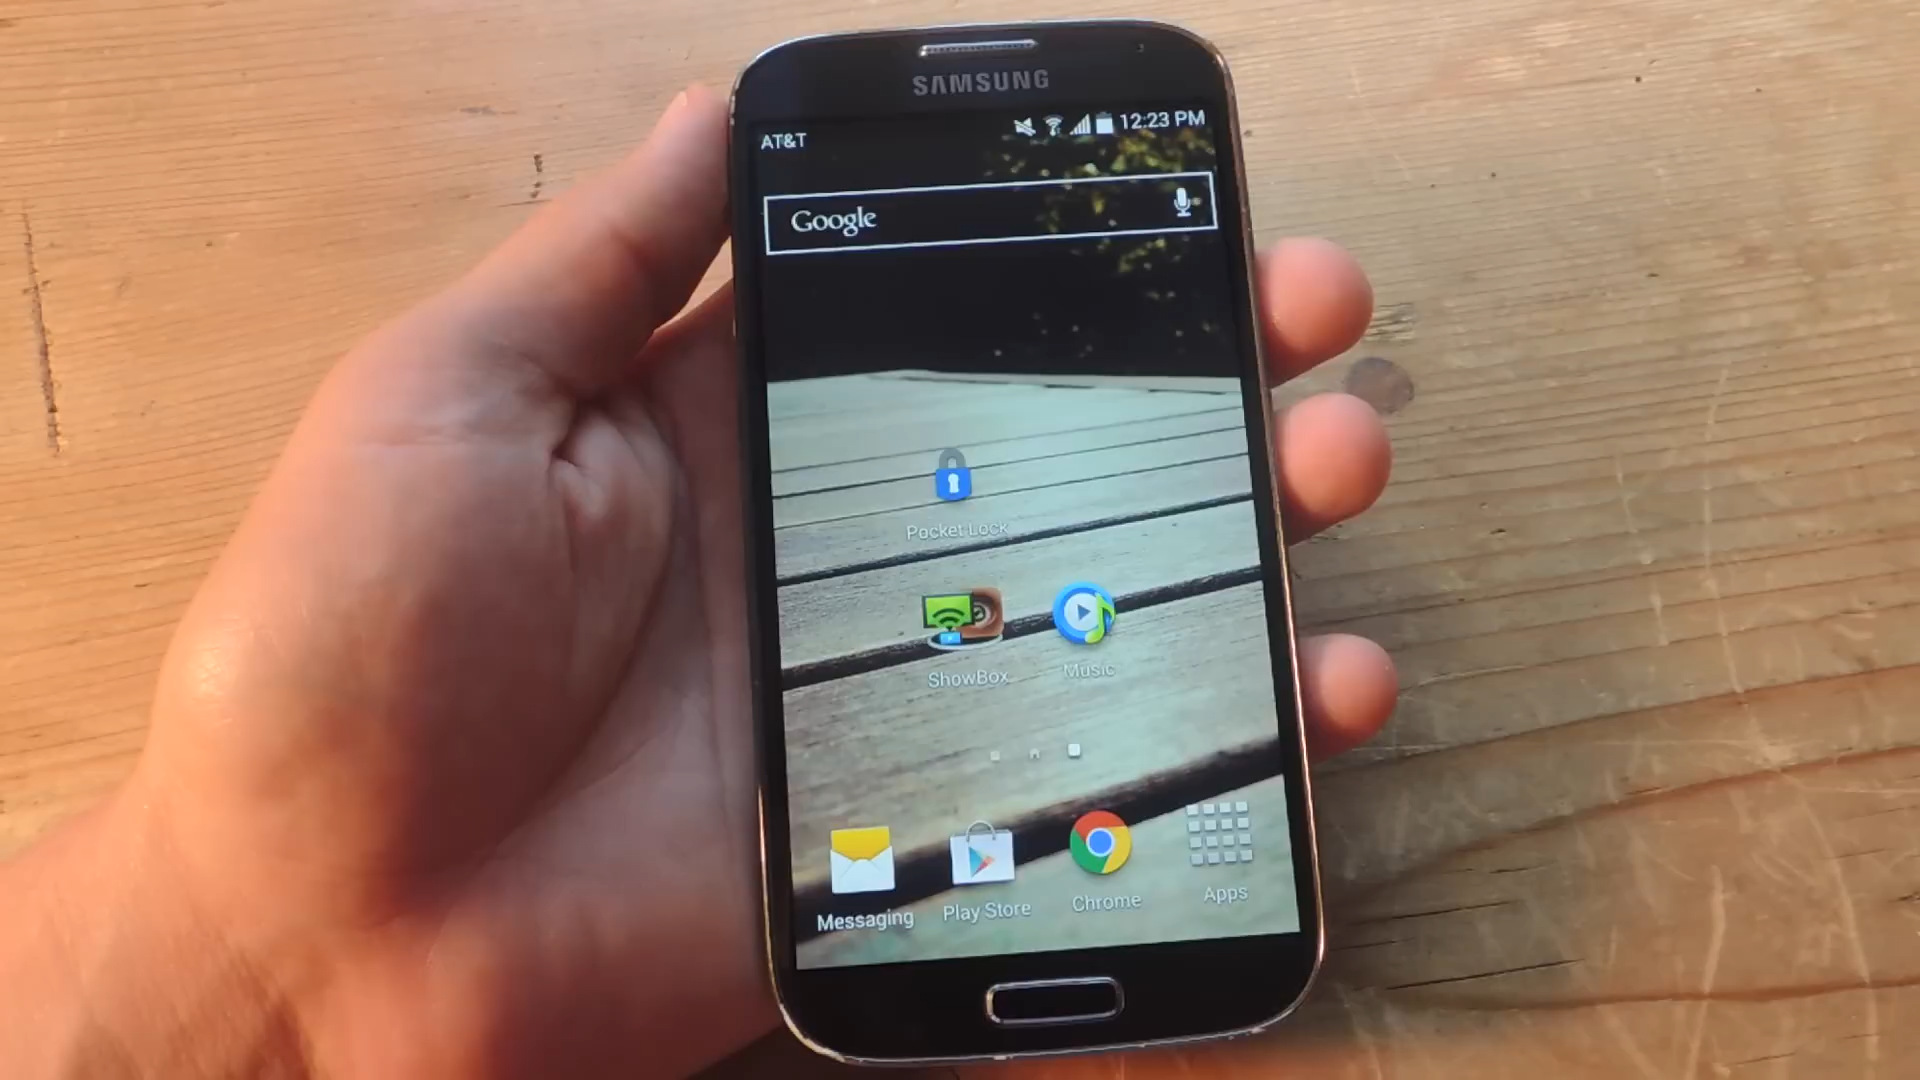 SAMSUNG
AT&T 12:23 PM
Google
Pocket Lock
ShowBox Music
Messaging Play Store Chrome Apps